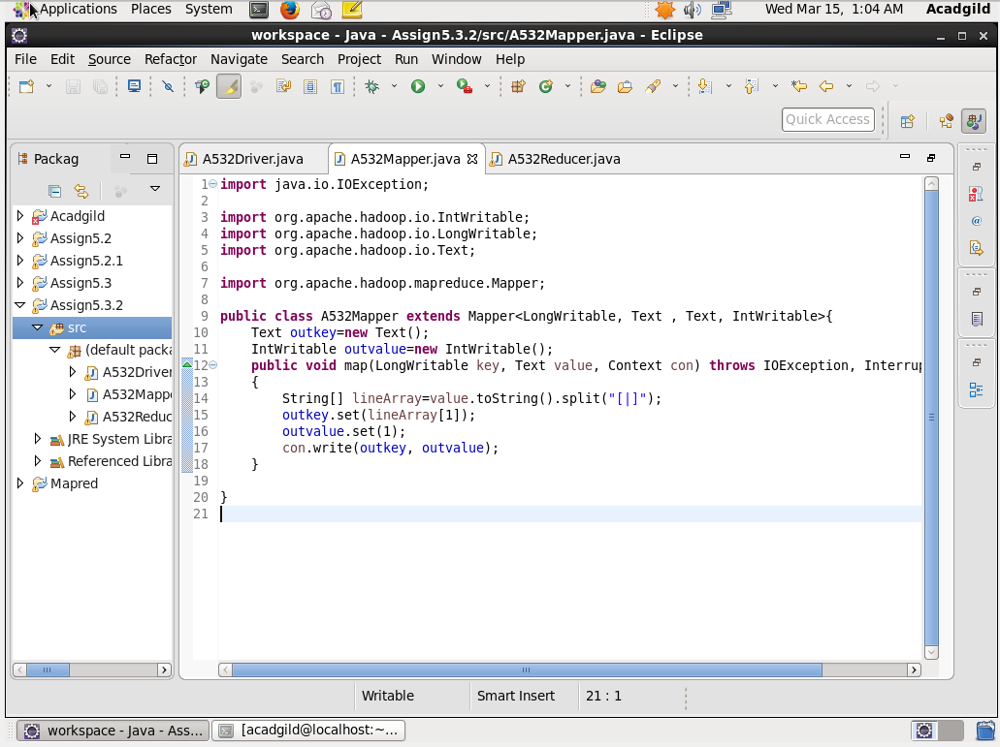 Applications Places System Wed Mar 15, 1:04 AM Acadgild
workspace - Java - Assign5.3.2/src/A532Mapper.java - Eclipse
File Edit Source Refactor Navigate Search Project Run Window Help
Quick Access
Packag
A532Driver.java A532Mapper.java A532Reducer.java
Acadgild
Assign5.2
Assign5.2.1
Assign5.3
Assign5.3.2
src
(default packa
A532Driver
A532Mapp
A532Reduc
JRE System Libra
Referenced Libra
Mapred
1 import java.io.IOException;
2
3 import org.apache.hadoop.io.IntWritable;
4 import org.apache.hadoop.io.LongWritable;
5 import org.apache.hadoop.io.Text;
6
7 import org.apache.hadoop.mapreduce.Mapper;
8
9 public class A532Mapper extends Mapper<LongWritable, Text , Text, IntWritable>{
10 Text outkey=new Text();
11 IntWritable outvalue=new IntWritable();
12 public void map(LongWritable key, Text value, Context con) throws IOException, Interrup
13 {
14 String[] lineArray=value.toString().split("[|]");
15 outkey.set(lineArray[1]);
16 outvalue.set(1);
17 con.write(outkey, outvalue);
18 }
19
20 }
21
Writable Smart Insert 21 : 1
workspace - Java - Ass... [acadgild@localhost:~...